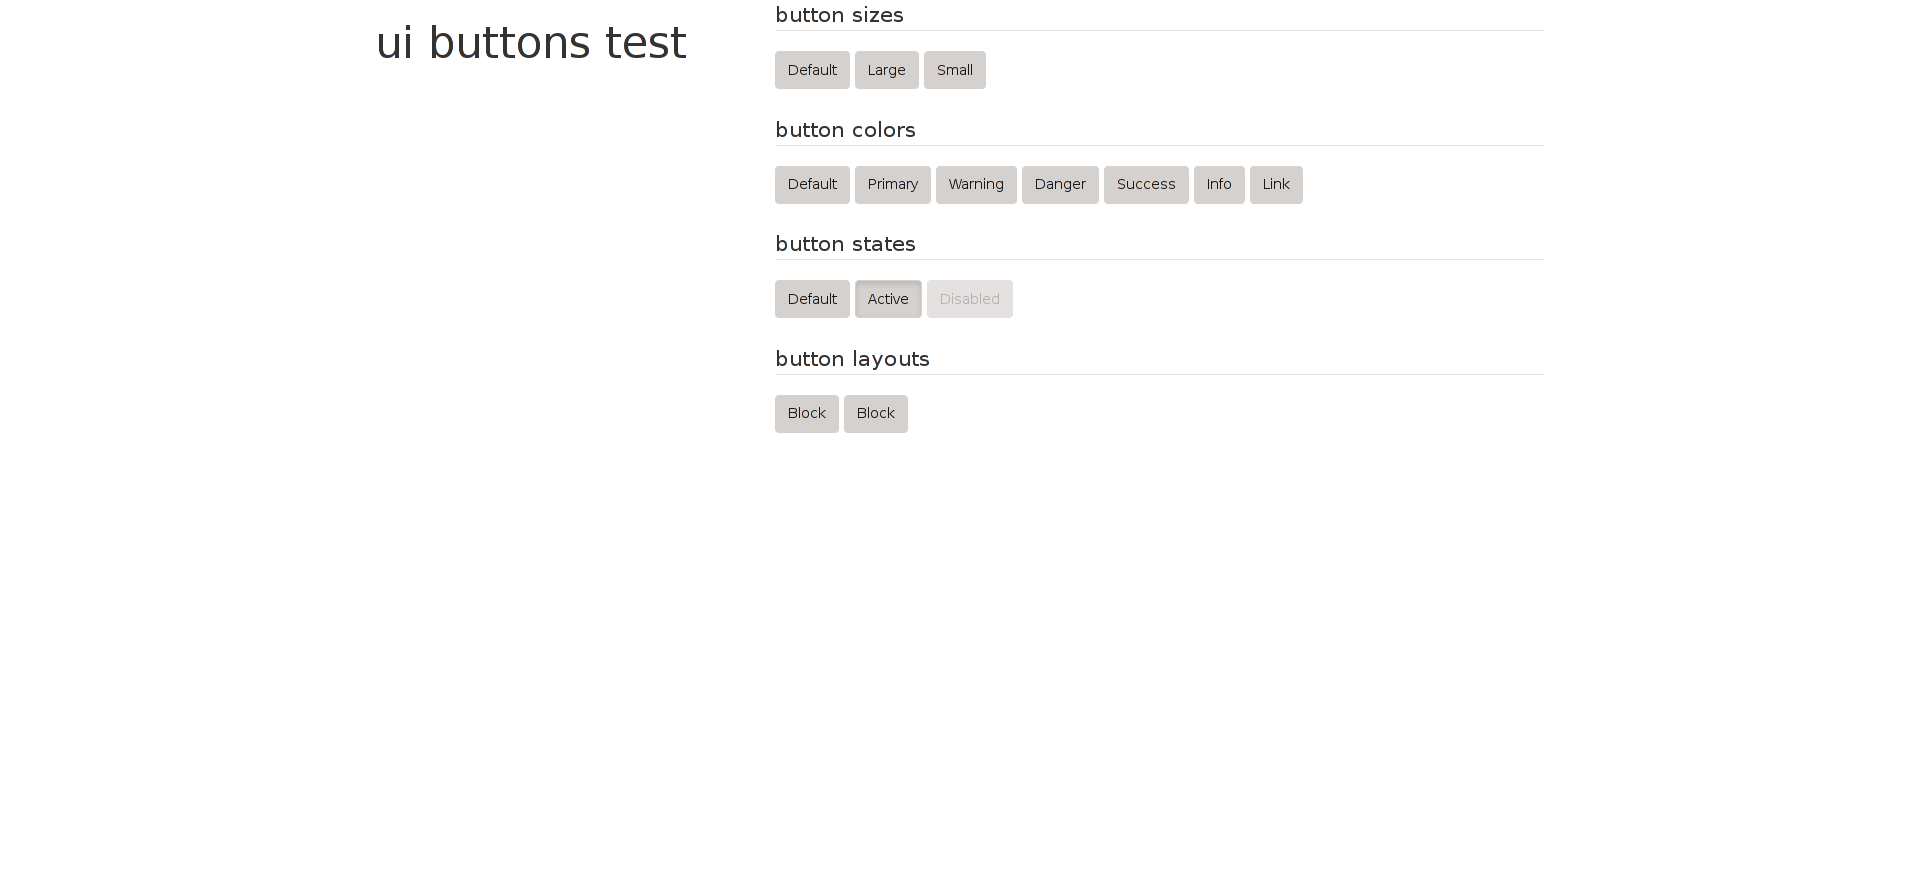 ui buttons test
button sizes
Default Large Small
button colors
Default Primary Warning Danger Success Info Link
button states
Default Active Disabled
button layouts
Block Block